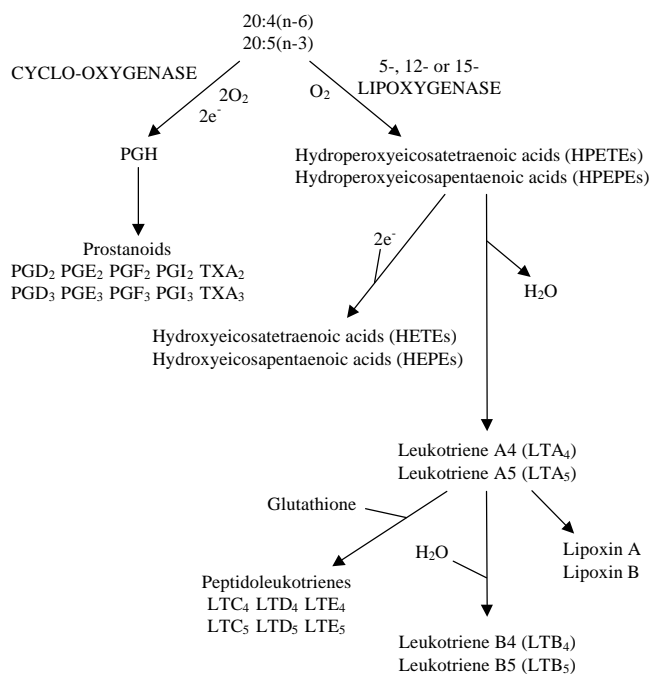 20:4(n-6)
20:5(n-3)
CYCLO-OXYGENASE
5-, 12- or 15-
LIPOXYGENASE
2O₂
2e⁻
O₂
PGH
Hydroperoxyeicosatetraenoic acids (HPETEs)
Hydroperoxyeicosapentaenoic acids (HPEPEs)
Prostanoids
PGD₂ PGE₂ PGF₂ PGI₂ TXA₂
PGD₃ PGE₃ PGF₃ PGI₃ TXA₃
2e⁻
H₂O
Hydroxyeicosatetraenoic acids (HETEs)
Hydroxyeicosapentaenoic acids (HEPEs)
Leukotriene A4 (LTA₄)
Leukotriene A5 (LTA₅)
Glutathione
H₂O
Lipoxin A
Lipoxin B
Peptidoleukotrienes
LTC₄ LTD₄ LTE₄
LTC₅ LTD₅ LTE₅
Leukotriene B4 (LTB₄)
Leukotriene B5 (LTB₅)